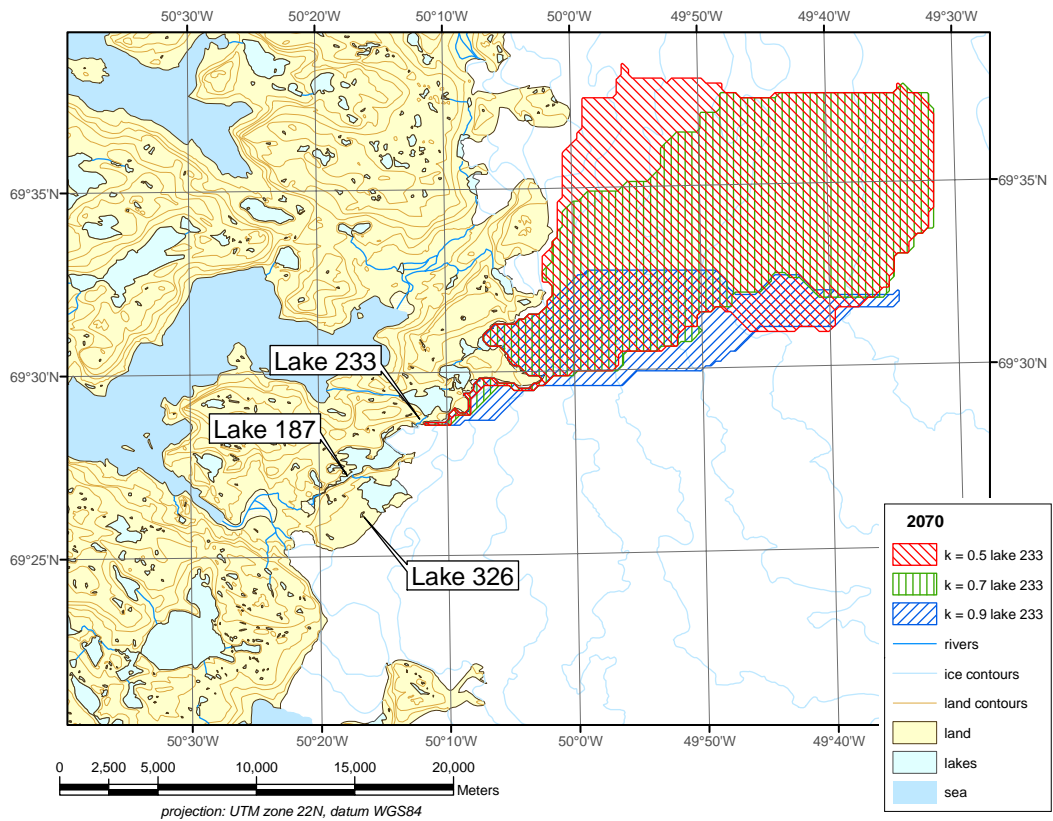 50°30'W 50°20'W 50°10'W 50°0'W 49°50'W 49°40'W 49°30'W
69°35'N 69°35'N
69°30'N 69°30'N
Lake 233
Lake 187
69°25'N
Lake 326
2070
k = 0.5 lake 233
k = 0.7 lake 233
k = 0.9 lake 233
rivers
ice contours
land contours
land
lakes
sea
50°30'W 50°20'W 50°10'W 50°0'W 49°50'W 49°40'W
0 2,500 5,000 10,000 15,000 20,000
Meters
projection: UTM zone 22N, datum WGS84